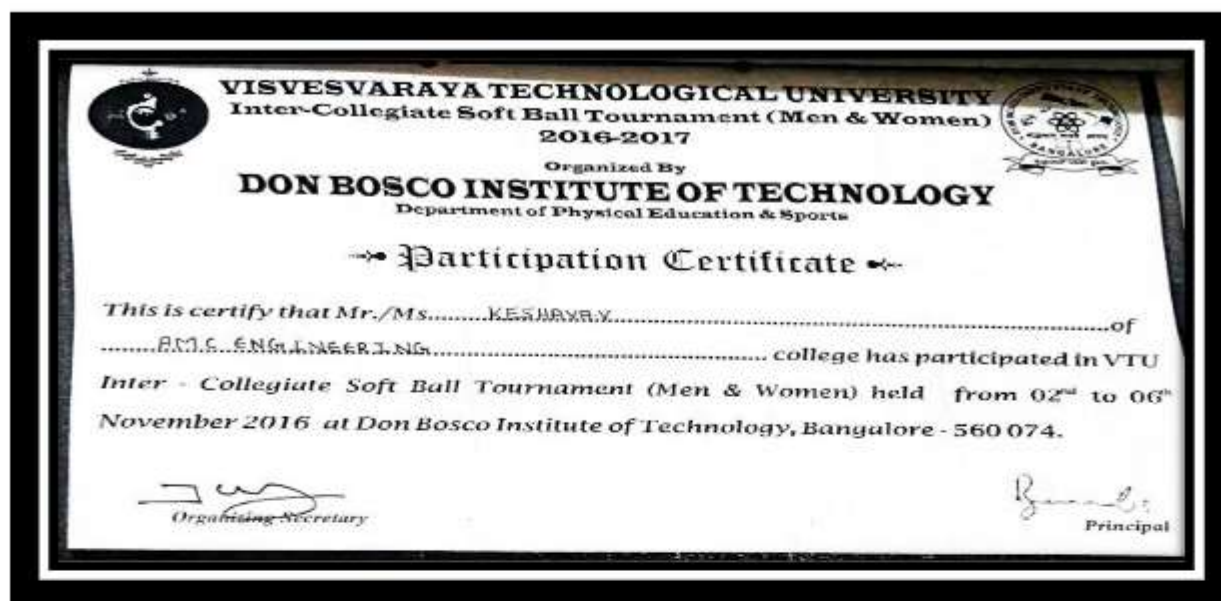 VISVESVARAYA TECHNOLOGICAL UNIVERSITY
Inter-Collegiate Soft Ball Tournament (Men & Women)
2016-2017
Organized By
DON BOSCO INSTITUTE OF TECHNOLOGY
Department of Physical Education & Sports
Participation Certificate
This is certify that Mr./Ms........KESHAVA.V..............................of
........AMC ENGINEERING.............................. college has participated in VTU
Inter - Collegiate Soft Ball Tournament (Men & Women) held from 02nd to 06th
November 2016 at Don Bosco Institute of Technology, Bangalore - 560 074.
Organizing Secretary
Principal
BANGALORE